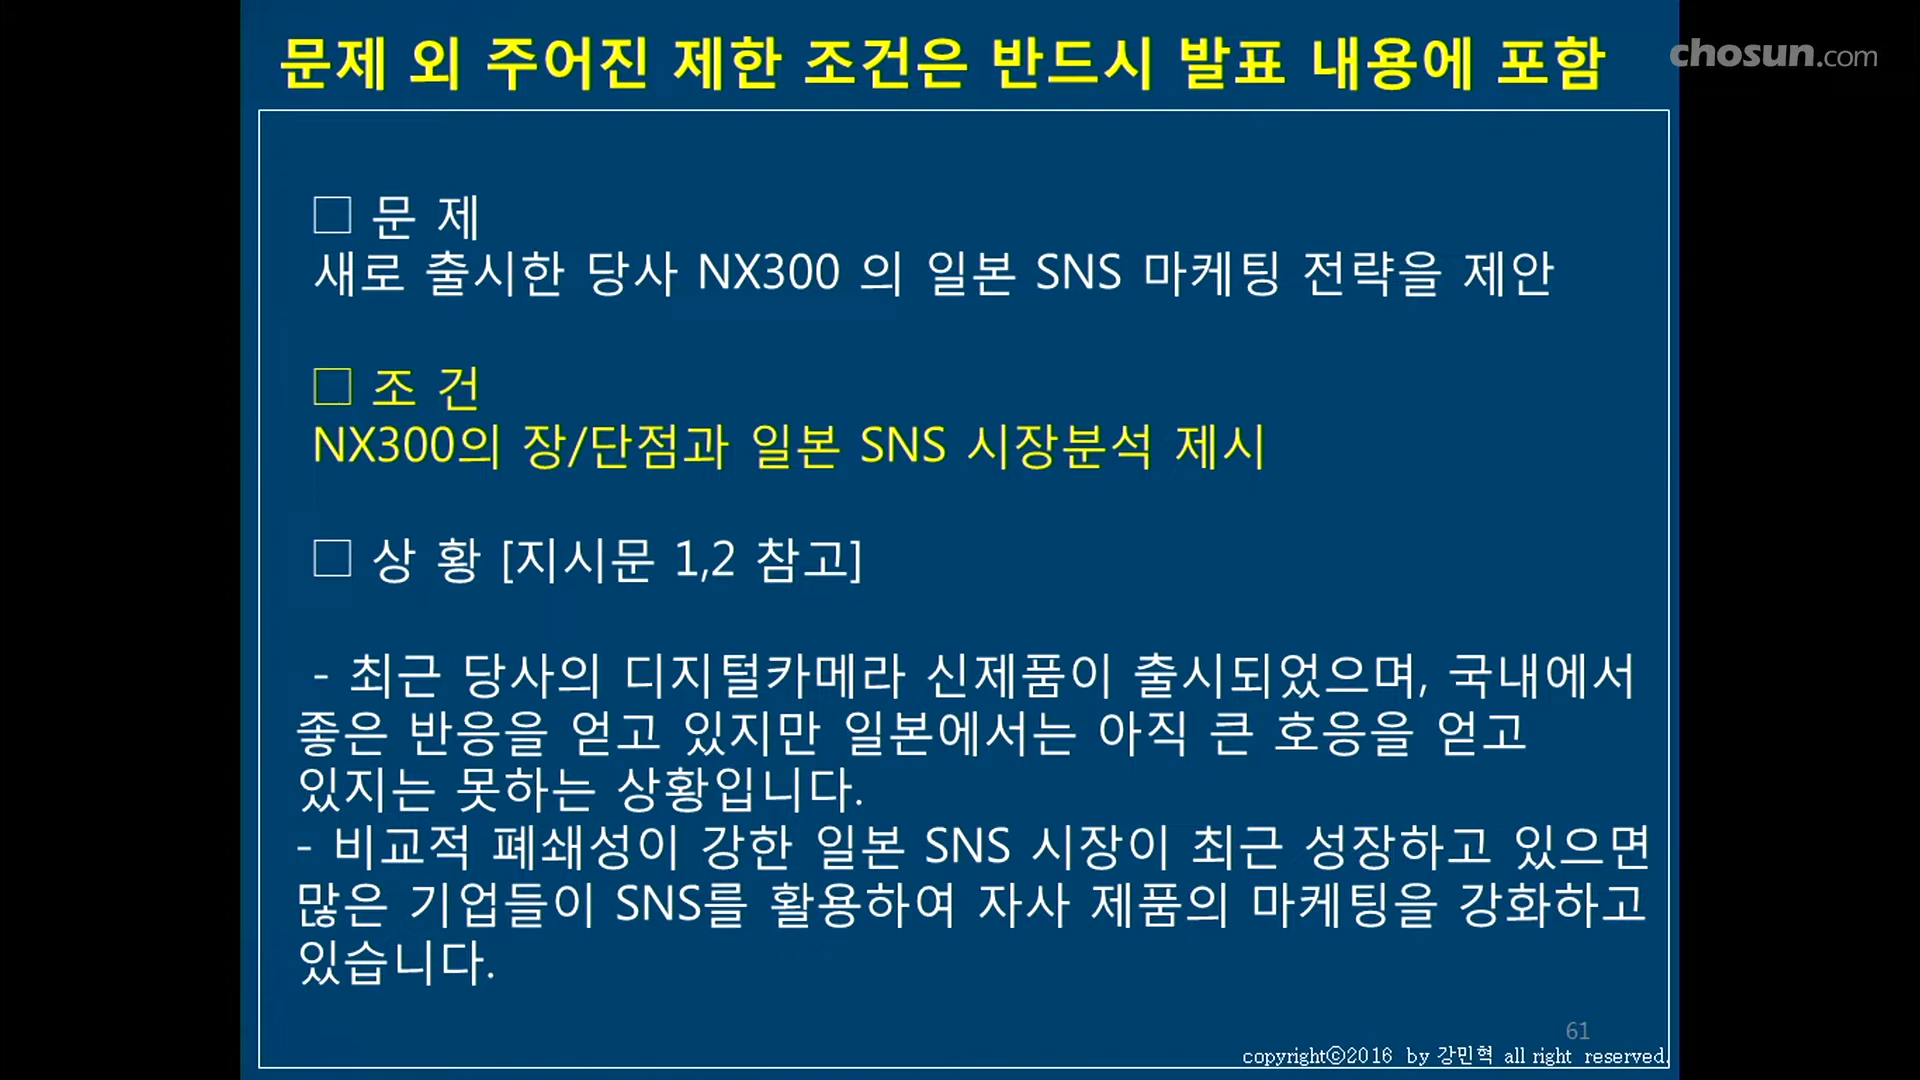 문제 외 주어진 제한 조건은 반드시 발표 내용에 포함
chosun.com
□ 문 제
새로 출시한 당사 NX300 의 일본 SNS 마케팅 전략을 제안
□ 조 건
NX300의 장/단점과 일본 SNS 시장분석 제시
□ 상 황 [지시문 1,2 참고]
- 최근 당사의 디지털카메라 신제품이 출시되었으며, 국내에서
좋은 반응을 얻고 있지만 일본에서는 아직 큰 호응을 얻고
있지는 못하는 상황입니다.
- 비교적 폐쇄성이 강한 일본 SNS 시장이 최근 성장하고 있으면
많은 기업들이 SNS를 활용하여 자사 제품의 마케팅을 강화하고
있습니다.
61
copyrightⓒ2016 by 강민혁 all right reserved.